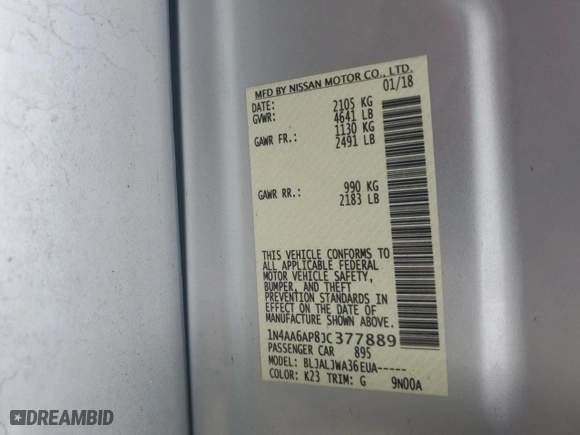 MFD BY NISSAN MOTOR CO., LTD.
DATE: 01/18
GVWR: 2105 KG
4641 LB
GAWR FR.: 1130 KG
2491 LB
GAWR RR.: 990 KG
2183 LB
THIS VEHICLE CONFORMS TO
ALL APPLICABLE FEDERAL
MOTOR VEHICLE SAFETY,
BUMPER, AND THEFT
PREVENTION STANDARDS IN
EFFECT ON THE DATE OF
MANUFACTURE SHOWN ABOVE.
1N4AA6AP8JC377889
PASSENGER CAR 895
MODEL: BLJALJWA36EUA-----
COLOR: K23 TRIM: G 9N00A
DREAMBID